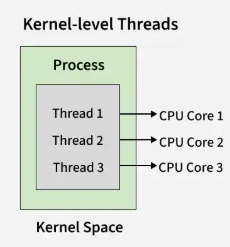 Kernel-level Threads
Process
Thread 1 CPU Core 1
Thread 2 CPU Core 2
Thread 3 CPU Core 3
Kernel Space